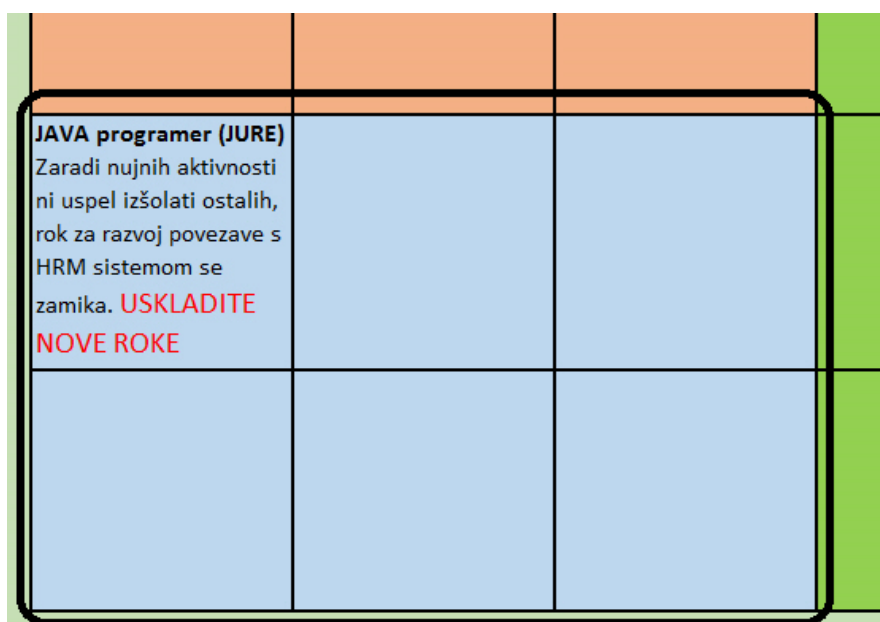 JAVA programer (JURE)
Zaradi nujnih aktivnosti
ni uspel izšolati ostalih,
rok za razvoj povezave s
HRM sistemom se
zamika. USKLADITE
NOVE ROKE